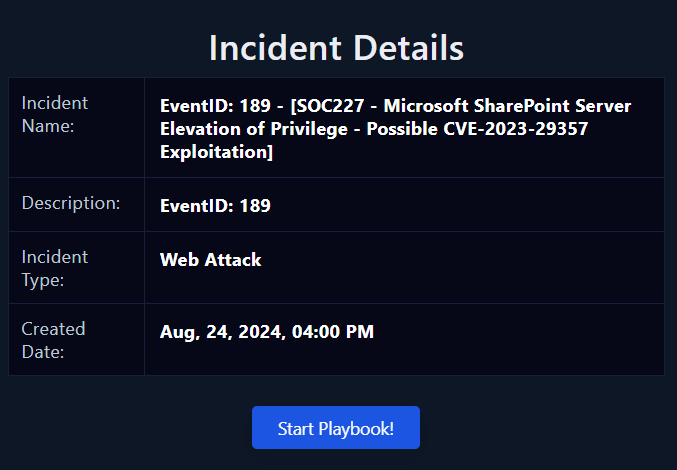 Incident Details
Incident
Name:
EventID: 189 - [SOC227 - Microsoft SharePoint Server
Elevation of Privilege - Possible CVE-2023-29357
Exploitation]
Description:
EventID: 189
Incident
Type:
Web Attack
Created
Date:
Aug, 24, 2024, 04:00 PM
Start Playbook!